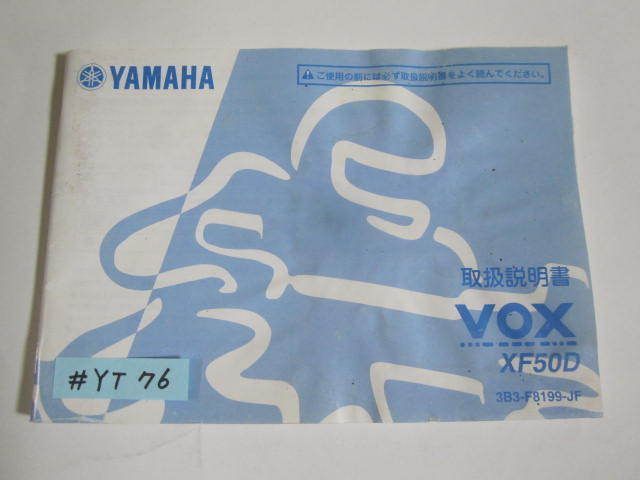 YAMAHA
ご使用の前には必ず取扱説明書をよく読んでください。
取扱説明書
VOX
XF50D
3B3-F8199-JF
#YT 76